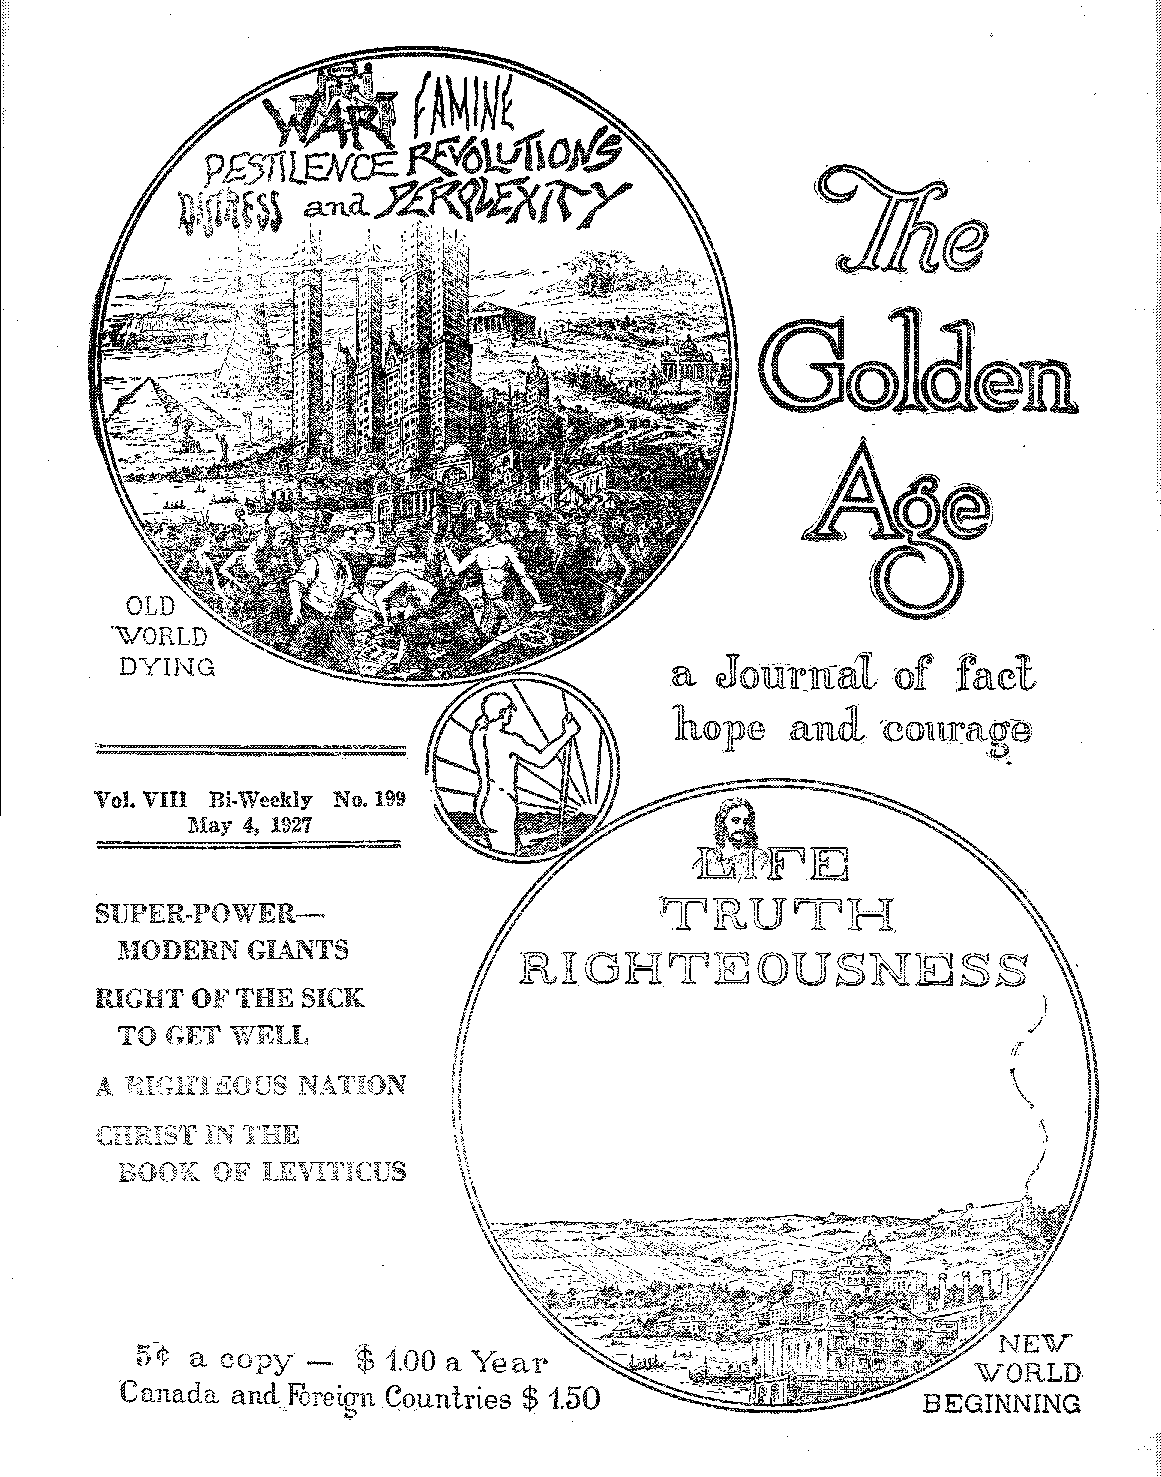 WAR FAMINE
PESTILENCE REVOLUTIONS
DISTRESS and PERPLEXITY
The
Golden
Age
OLD
WORLD
DYING
a Journal of fact
hope and courage
Vol. VIII Bi-Weekly No. 199
May 4, 1927
LIFE
TRUTH
RIGHTEOUSNESS
SUPER-POWER—
MODERN GIANTS
RIGHT OF THE SICK
TO GET WELL
A RIGHTEOUS NATION
CHRIST IN THE
BOOK OF LEVITICUS
5¢ a copy — $ 1.00 a Year
Canada and Foreign Countries $ 1.50
NEW
WORLD
BEGINNING